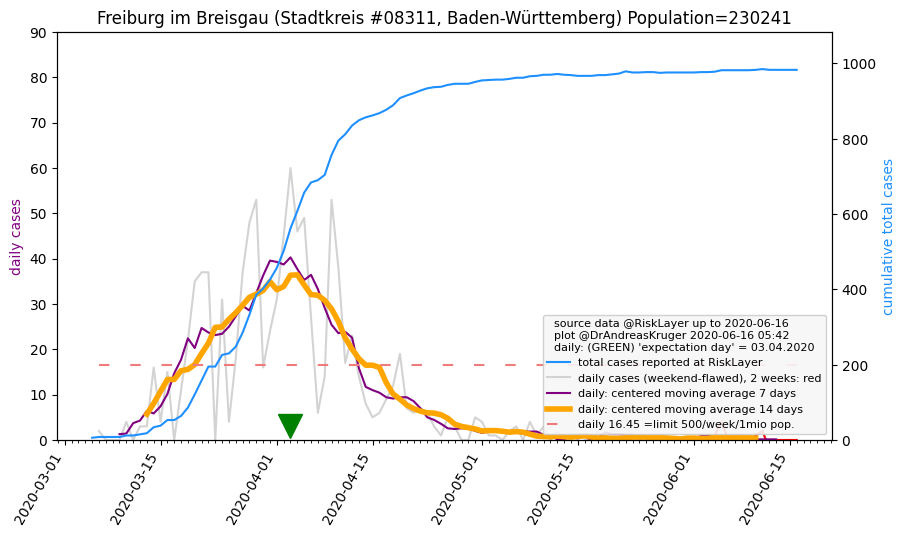 Freiburg im Breisgau (Stadtkreis #08311, Baden-Württemberg) Population=230241
daily cases
90
80
70
60
50
40
30
20
10
0
1000
800
600
400
200
0
cumulative total cases
source data @RiskLayer up to 2020-06-16
plot @DrAndreasKruger 2020-06-16 05:42
daily: (GREEN) 'expectation day' = 03.04.2020
total cases reported at RiskLayer
daily cases (weekend-flawed), 2 weeks: red
daily: centered moving average 7 days
daily: centered moving average 14 days
daily 16.45 =limit 500/week/1mio pop.
2020-03-01
2020-03-15
2020-04-01
2020-04-15
2020-05-01
2020-05-15
2020-06-01
2020-06-15